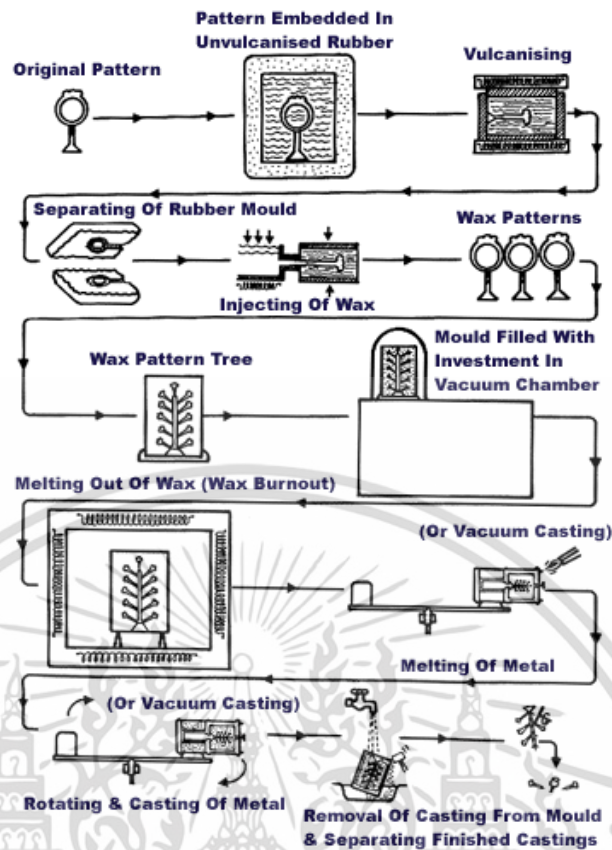 Pattern Embedded In
Unvulcanised Rubber
Vulcanising
Original Pattern
Separating Of Rubber Mould
Wax Patterns
Injecting Of Wax
Mould Filled With
Investment In
Vacuum Chamber
Wax Pattern Tree
Melting Out Of Wax (Wax Burnout)
(Or Vacuum Casting)
Melting Of Metal
(Or Vacuum Casting)
Rotating & Casting Of Metal
Removal Of Casting From Mould
& Separating Finished Castings